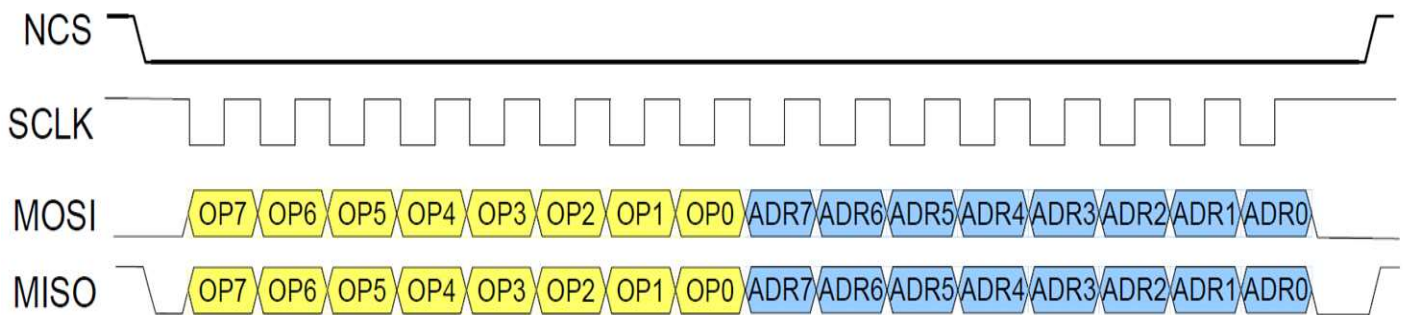 NCS
SCLK
MOSI OP7 OP6 OP5 OP4 OP3 OP2 OP1 OP0 ADR7 ADR6 ADR5 ADR4 ADR3 ADR2 ADR1 ADR0
MISO OP7 OP6 OP5 OP4 OP3 OP2 OP1 OP0 ADR7 ADR6 ADR5 ADR4 ADR3 ADR2 ADR1 ADR0